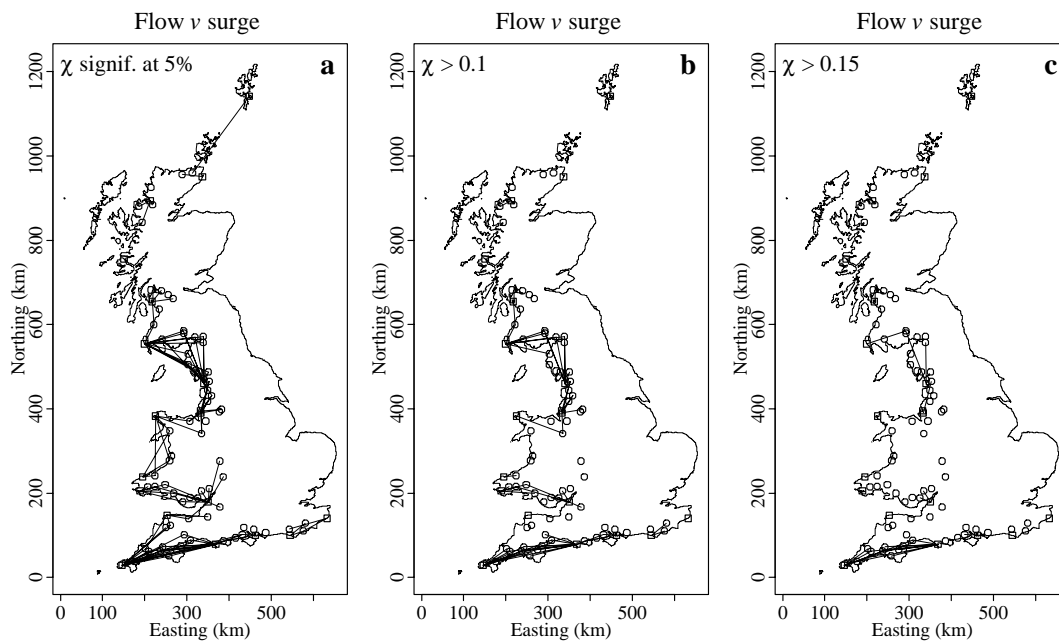 Flow v surge
χ signif. at 5%
a
Northing (km)
0
200
400
600
800
1000
1200
0
100
300
500
Easting (km)
Flow v surge
χ > 0.1
b
Northing (km)
0
200
400
600
800
1000
1200
0
100
300
500
Easting (km)
Flow v surge
χ > 0.15
c
Northing (km)
0
200
400
600
800
1000
1200
0
100
300
500
Easting (km)